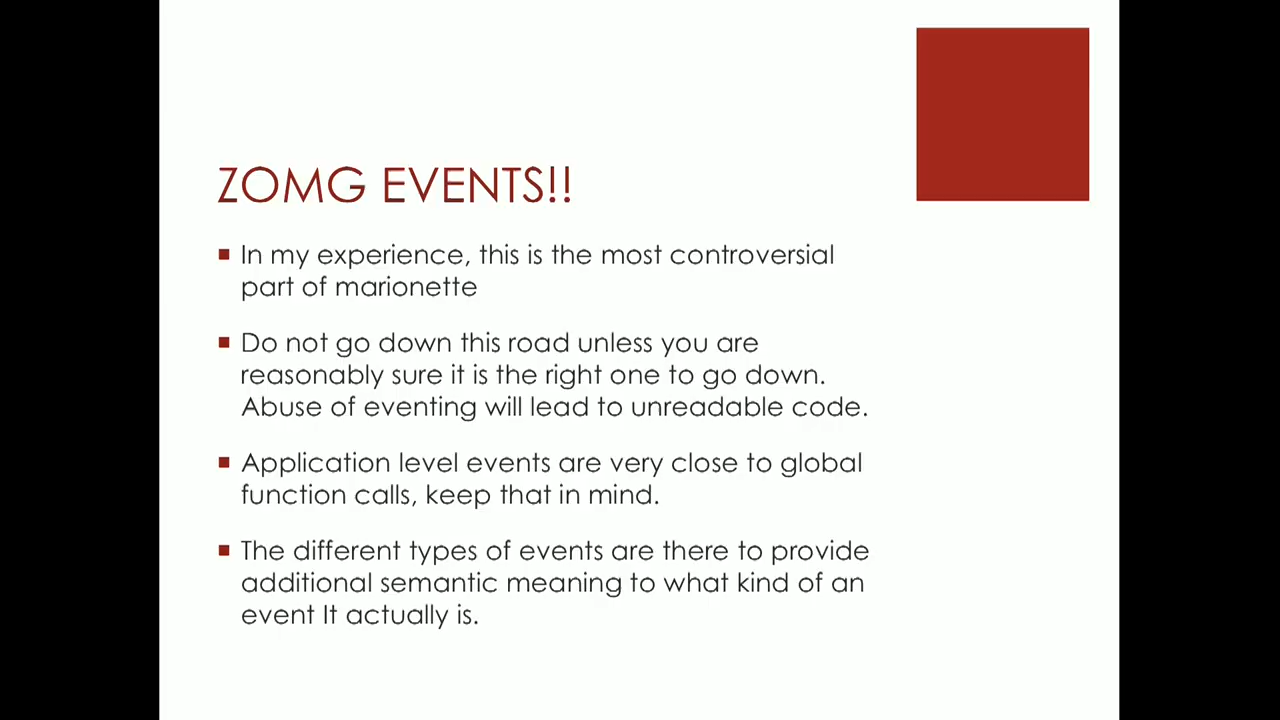 ZOMG EVENTS!!
In my experience, this is the most controversial
part of marionette
Do not go down this road unless you are
reasonably sure it is the right one to go down.
Abuse of eventing will lead to unreadable code.
Application level events are very close to global
function calls, keep that in mind.
The different types of events are there to provide
additional semantic meaning to what kind of an
event It actually is.